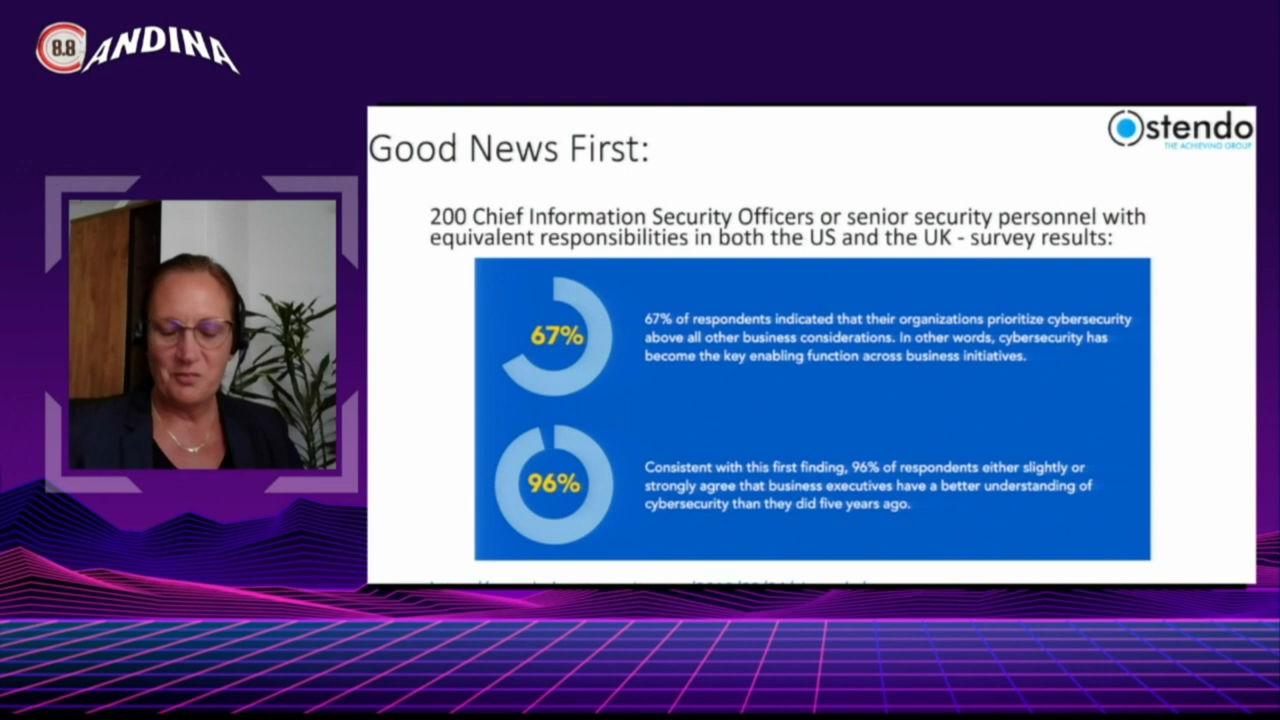 8.8
ANDINA
Ostendo
THE ACHIEVING GROUP
Good News First:
200 Chief Information Security Officers or senior security personnel with
equivalent responsibilities in both the US and the UK - survey results:
67%
67% of respondents indicated that their organizations prioritize cybersecurity
above all other business considerations. In other words, cybersecurity has
become the key enabling function across business initiatives.
96%
Consistent with this first finding, 96% of respondents either slightly or
strongly agree that business executives have a better understanding of
cybersecurity than they did five years ago.